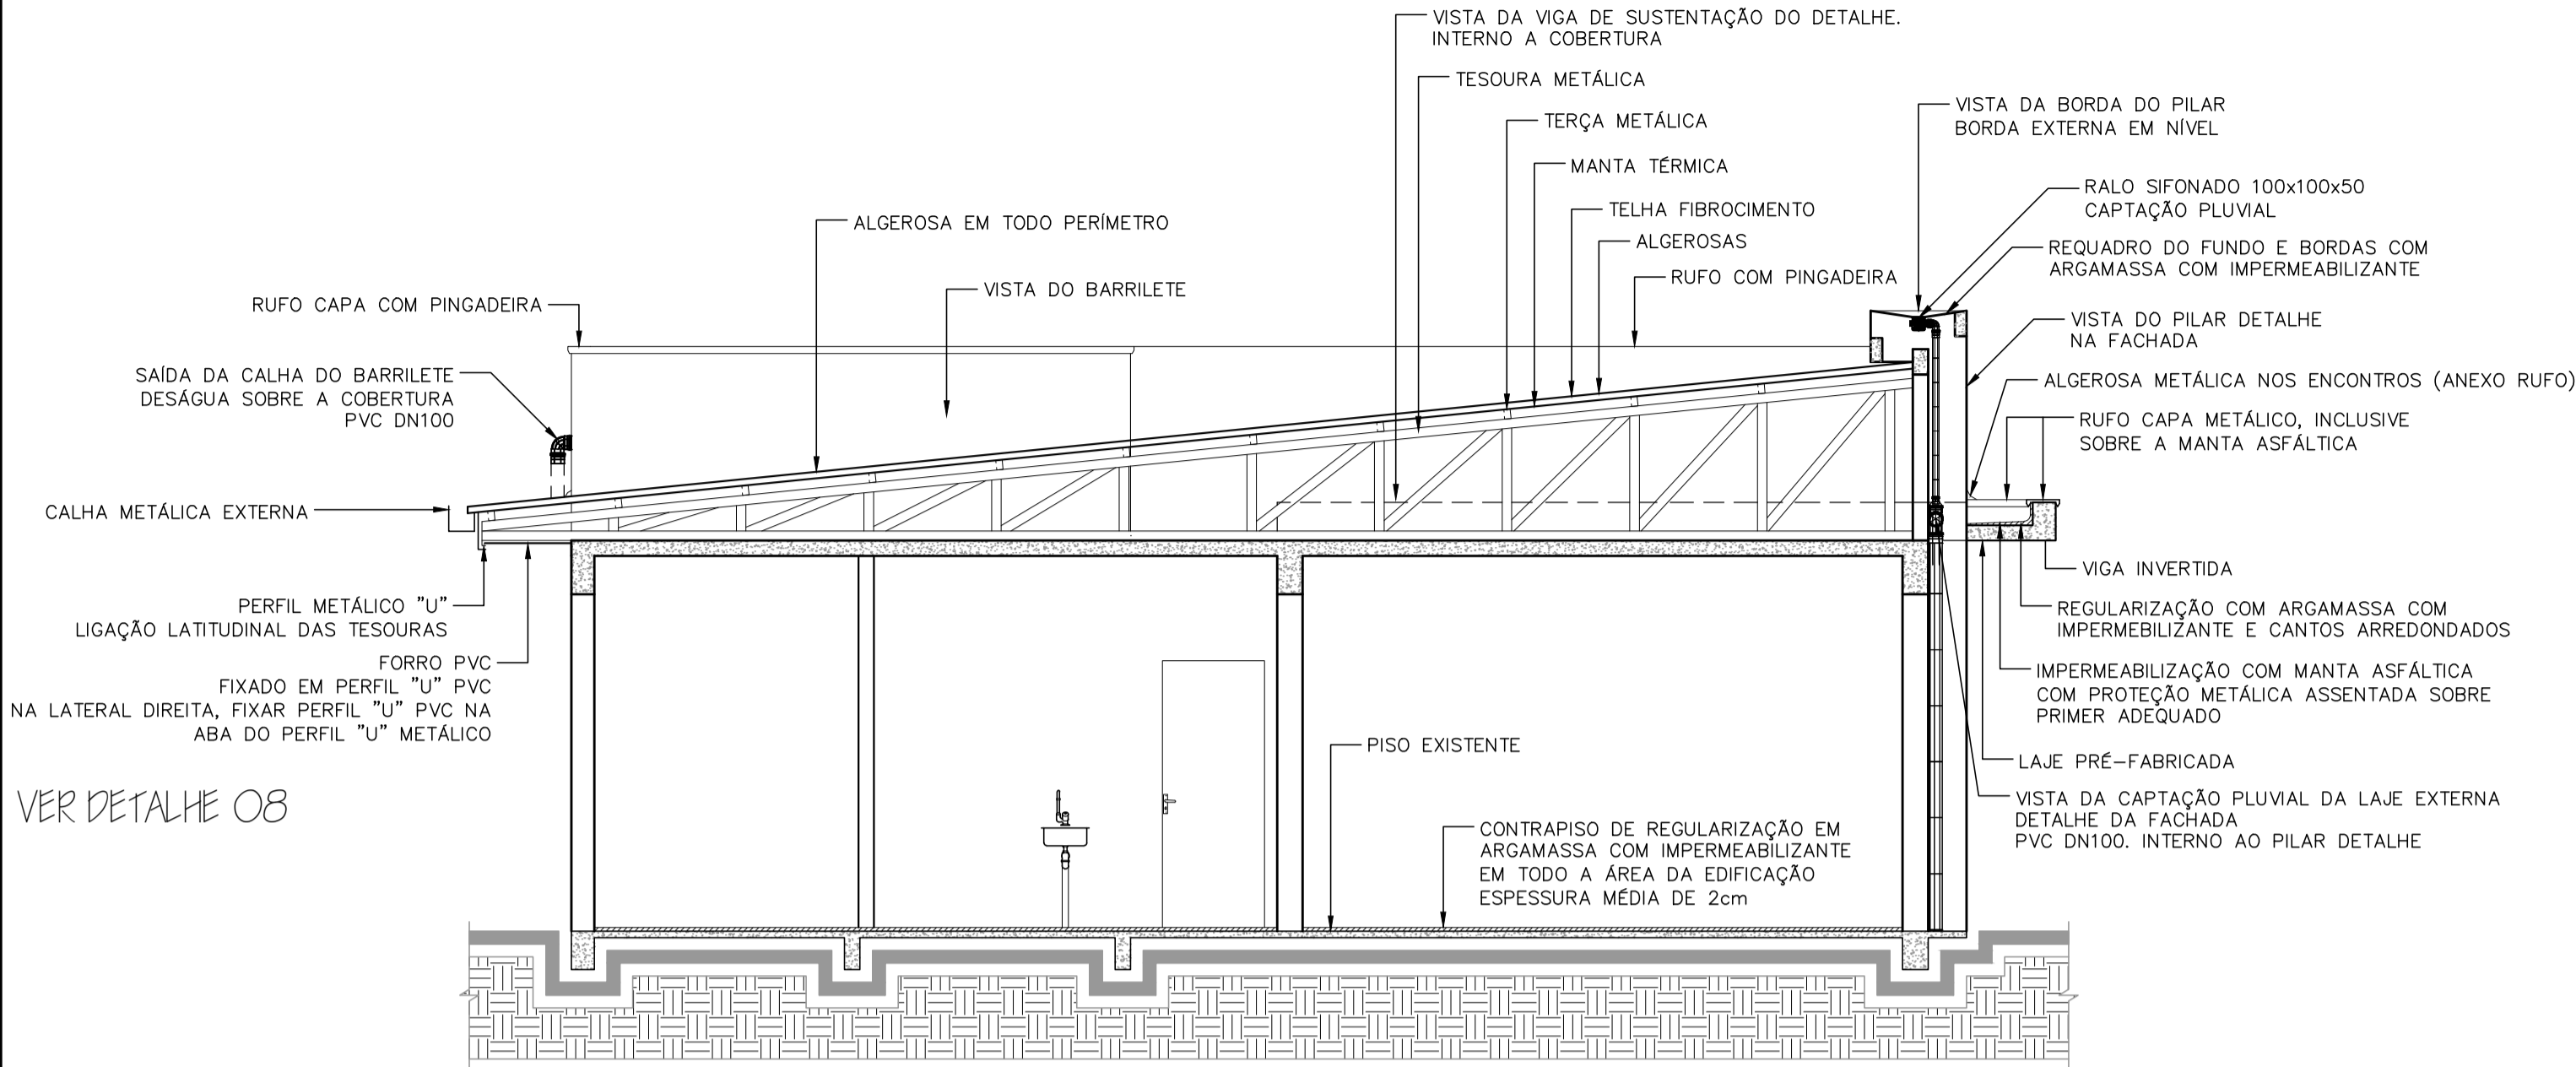 VISTA DA VIGA DE SUSTENTAÇÃO DO DETALHE.
INTERNO A COBERTURA
TESOURA METÁLICA
TERÇA METÁLICA
MANTA TÉRMICA
TELHA FIBROCIMENTO
ALGEROSAS
RUFO COM PINGADEIRA
VISTA DA BORDA DO PILAR
BORDA EXTERNA EM NÍVEL
RALO SIFONADO 100x100x50
CAPTAÇÃO PLUVIAL
REQUADRO DO FUNDO E BORDAS COM
ARGAMASSA COM IMPERMEABILIZANTE
VISTA DO PILAR DETALHE
NA FACHADA
ALGEROSA METÁLICA NOS ENCONTROS (ANEXO RUFO)
RUFO CAPA METÁLICO, INCLUSIVE
SOBRE A MANTA ASFÁLTICA
ALGEROSA EM TODO PERÍMETRO
VISTA DO BARRILETE
RUFO CAPA COM PINGADEIRA
SAÍDA DA CALHA DO BARRILETE
DESÁGUA SOBRE A COBERTURA
PVC DN100
CALHA METÁLICA EXTERNA
PERFIL METÁLICO "U"
LIGAÇÃO LATITUDINAL DAS TESOURAS
FORRO PVC
FIXADO EM PERFIL "U" PVC
NA LATERAL DIREITA, FIXAR PERFIL "U" PVC NA
ABA DO PERFIL "U" METÁLICO
VER DETALHE 08
PISO EXISTENTE
CONTRAPISO DE REGULARIZAÇÃO EM
ARGAMASSA COM IMPERMEABILIZANTE
EM TODO A ÁREA DA EDIFICAÇÃO
ESPESSURA MÉDIA DE 2cm
VIGA INVERTIDA
REGULARIZAÇÃO COM ARGAMASSA COM
IMPERMEBILIZANTE E CANTOS ARREDONDADOS
IMPERMEABILIZAÇÃO COM MANTA ASFÁLTICA
COM PROTEÇÃO METÁLICA ASSENTADA SOBRE
PRIMER ADEQUADO
LAJE PRÉ-FABRICADA
VISTA DA CAPTAÇÃO PLUVIAL DA LAJE EXTERNA
DETALHE DA FACHADA
PVC DN100. INTERNO AO PILAR DETALHE